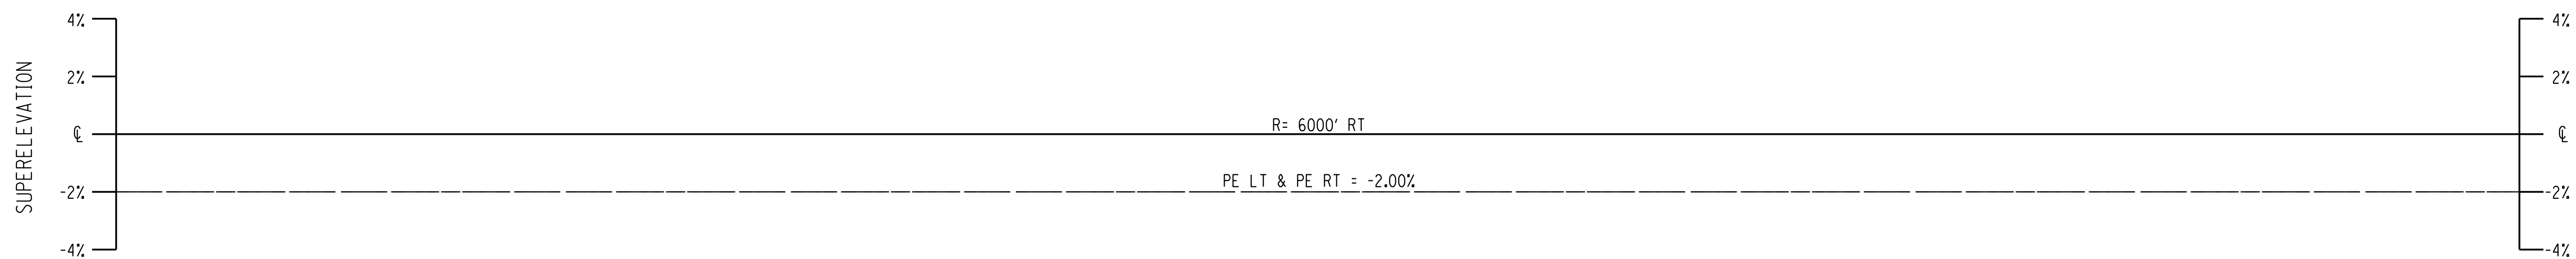 SUPERELEVATION
4% 4%
2% 2%
R= 6000' RT
℄ ℄
PE LT & PE RT = -2.00%
-2% -2%
-4% -4%